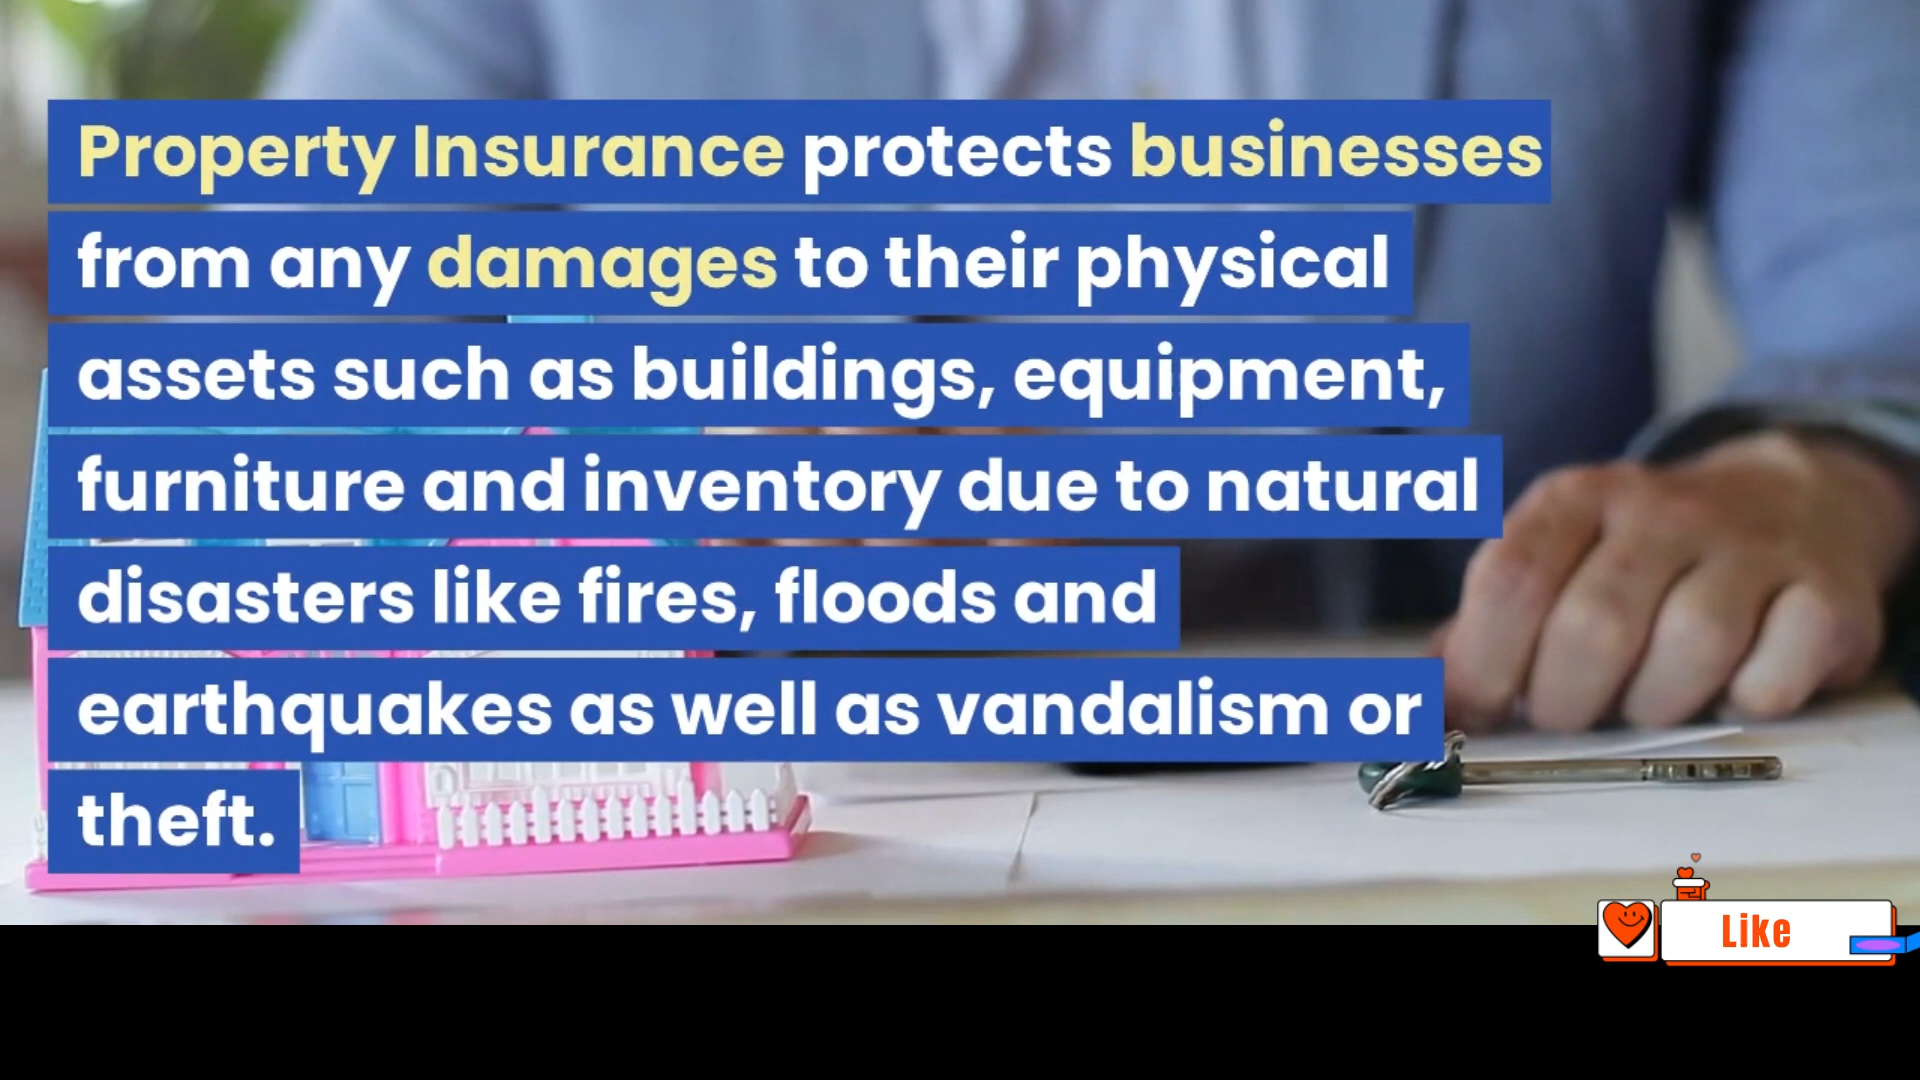 Property Insurance protects businesses
from any damages to their physical
assets such as buildings, equipment,
furniture and inventory due to natural
disasters like fires, floods and
earthquakes as well as vandalism or
theft.
Like